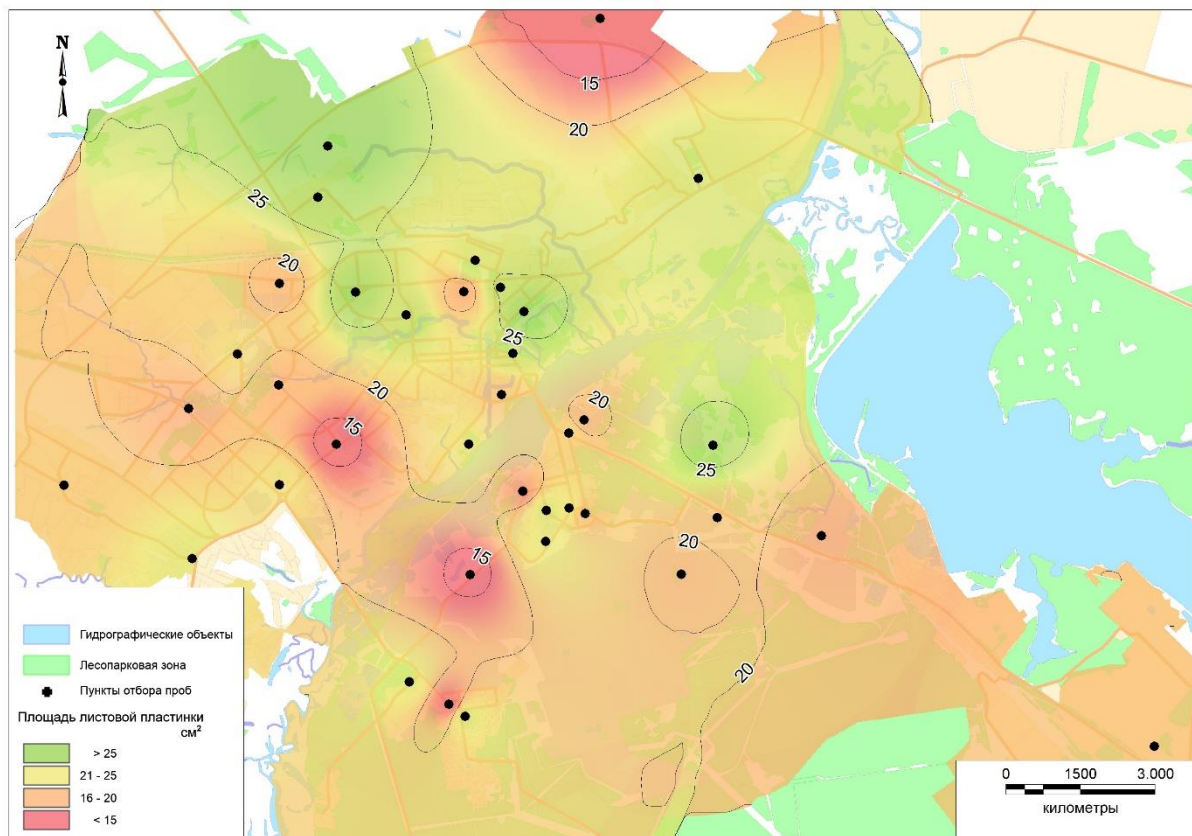 N
15
20
25
20
25
20
20
15
25
20
15
20
Гидрографические объекты
Лесопарковая зона
Пункты отбора проб
Площадь листовой пластинки
см²
> 25
21 - 25
16 - 20
< 15
0 1500 3.000
километры